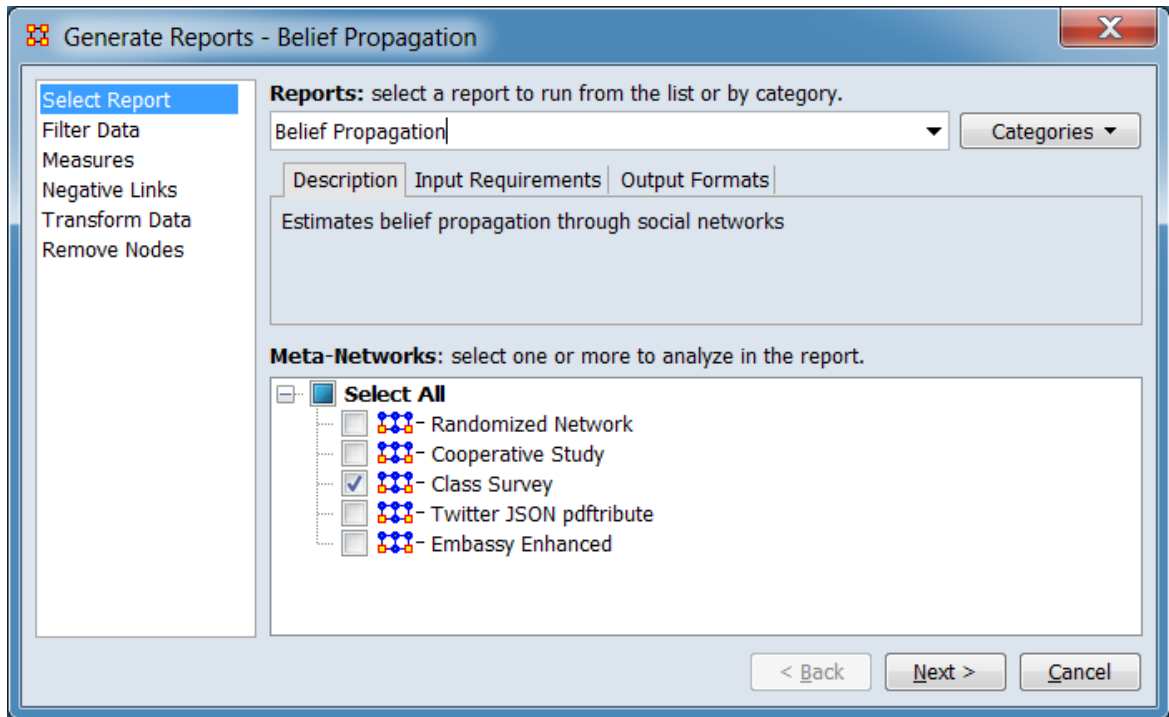 Generate Reports - Belief Propagation
Select Report
Filter Data
Measures
Negative Links
Transform Data
Remove Nodes
Reports: select a report to run from the list or by category.
Belief Propagation
Categories
Description Input Requirements Output Formats
Estimates belief propagation through social networks
Meta-Networks: select one or more to analyze in the report.
Select All
Randomized Network
Cooperative Study
Class Survey
Twitter JSON pdftribute
Embassy Enhanced
< Back Next > Cancel